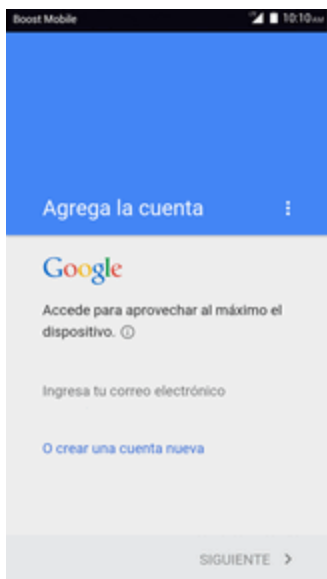 Boost Mobile 10:10 AM
Agrega la cuenta
Google
Accede para aprovechar al máximo el
dispositivo.
Ingresa tu correo electrónico
O crear una cuenta nueva
SIGUIENTE